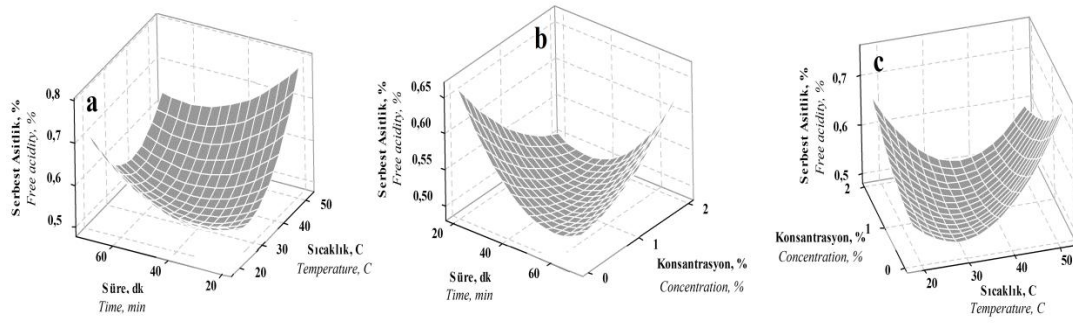 a
Serbest Asitlik, %
Free acidity, %
0,8
0,7
0,6
0,5
60
40
20
Süre, dk
Time, min
50
40
30
20
Sıcaklık, C
Temperature, C
b
Serbest Asitlik, %
Free acidity, %
0,65
0,60
0,55
0,50
20
40
60
Süre, dk
Time, min
2
1
0
Konsantrasyon, %
Concentration, %
c
Serbest Asitlik, %
Free acidity, %
0,7
0,6
0,5
2
1
0
Konsantrasyon, %
Concentration, %
20
30
40
50
Sıcaklık, C
Temperature, C